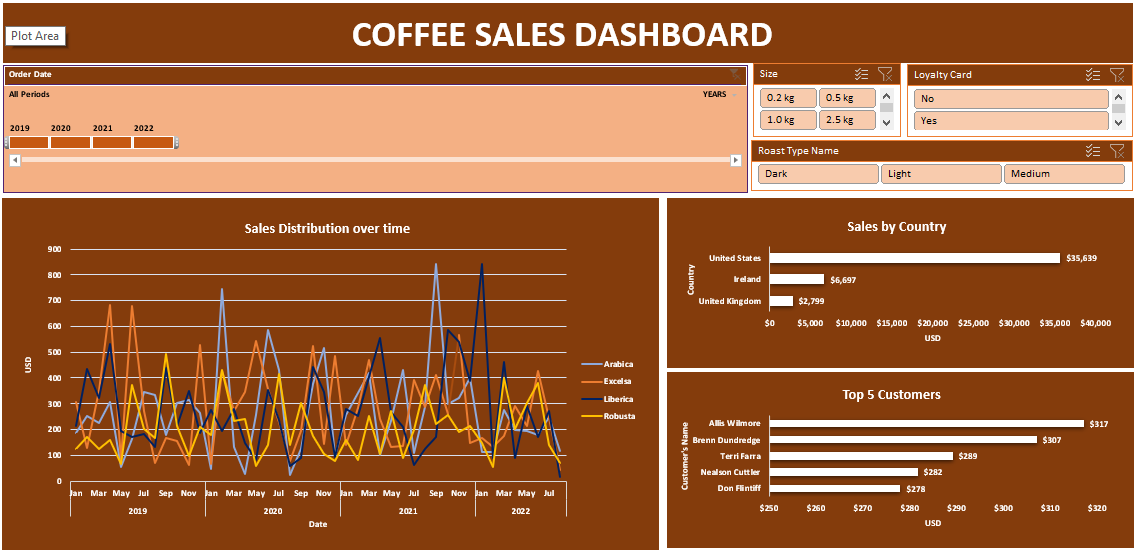 COFFEE SALES DASHBOARD
Plot Area
Order Date
All Periods
YEARS
2019 2020 2021 2022
Size
0.2 kg 0.5 kg
1.0 kg 2.5 kg
Loyalty Card
No
Yes
Roast Type Name
Dark Light Medium
Sales Distribution over time
900
800
700
600
500
400
300
200
100
0
USD
Jan Mar May Jul Sep Nov Jan Mar May Jul Sep Nov Jan Mar May Jul Sep Nov Jan Mar May Jul
2019 2020 2021 2022
Date
Arabica
Excelsa
Liberica
Robusta
Sales by Country
Country
United States $35,639
Ireland $6,697
United Kingdom $2,799
$0 $5,000 $10,000 $15,000 $20,000 $25,000 $30,000 $35,000 $40,000
USD
Top 5 Customers
Customer's Name
Allis Wilmore $317
Brenn Dundredge $307
Terri Farra $289
Nealson Cuttler $282
Don Flintiff $278
$250 $260 $270 $280 $290 $300 $310 $320
USD